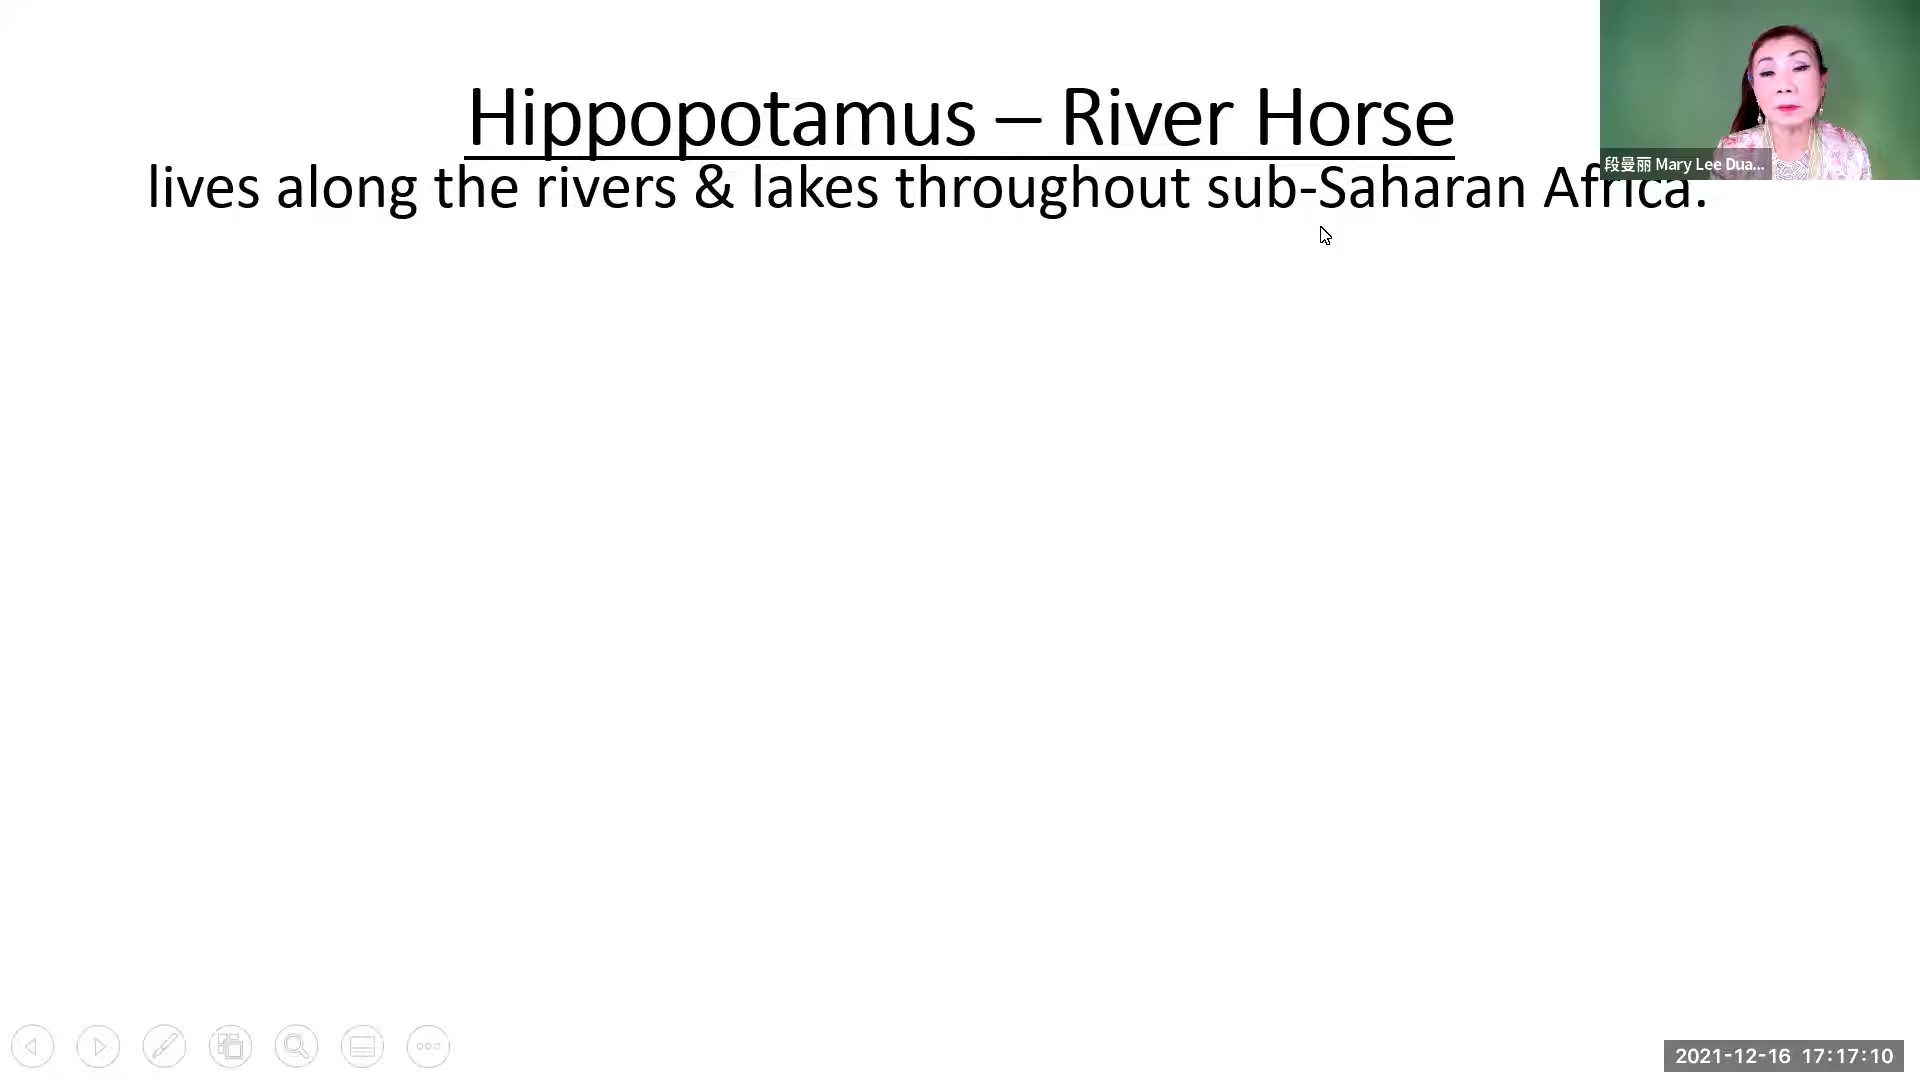 Hippopotamus – River Horse
lives along the rivers & lakes throughout sub-Saharan Africa.
段曼丽 Mary Lee Dua...
2021-12-16 17:17:10